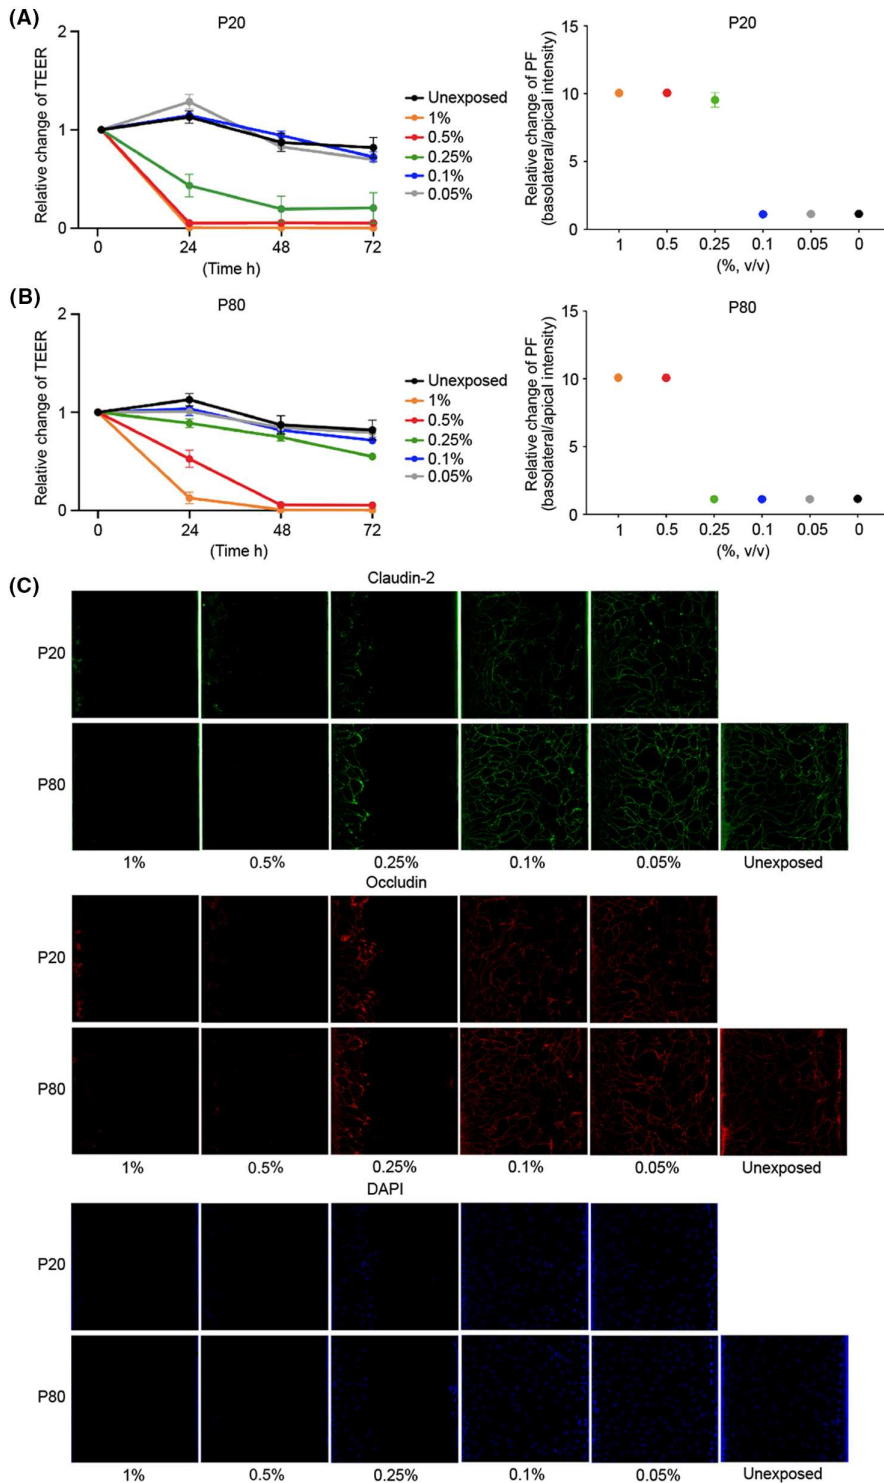 (A)
P20
Relative change of TEER
2
1
0
0 24 48 72
(Time h)
Unexposed
1%
0.5%
0.25%
0.1%
0.05%
P20
Relative change of PF
(basolateral/apical intensity)
15
10
5
0
1 0.5 0.25 0.1 0.05 0
(%, v/v)
(B)
P80
Relative change of TEER
2
1
0
0 24 48 72
(Time h)
Unexposed
1%
0.5%
0.25%
0.1%
0.05%
P80
Relative change of PF
(basolateral/apical intensity)
15
10
5
0
1 0.5 0.25 0.1 0.05 0
(%, v/v)
(C)
Claudin-2
P20
P80
1% 0.5% 0.25% 0.1% 0.05% Unexposed
Occludin
P20
P80
1% 0.5% 0.25% 0.1% 0.05% Unexposed
DAPI
P20
P80
1% 0.5% 0.25% 0.1% 0.05% Unexposed